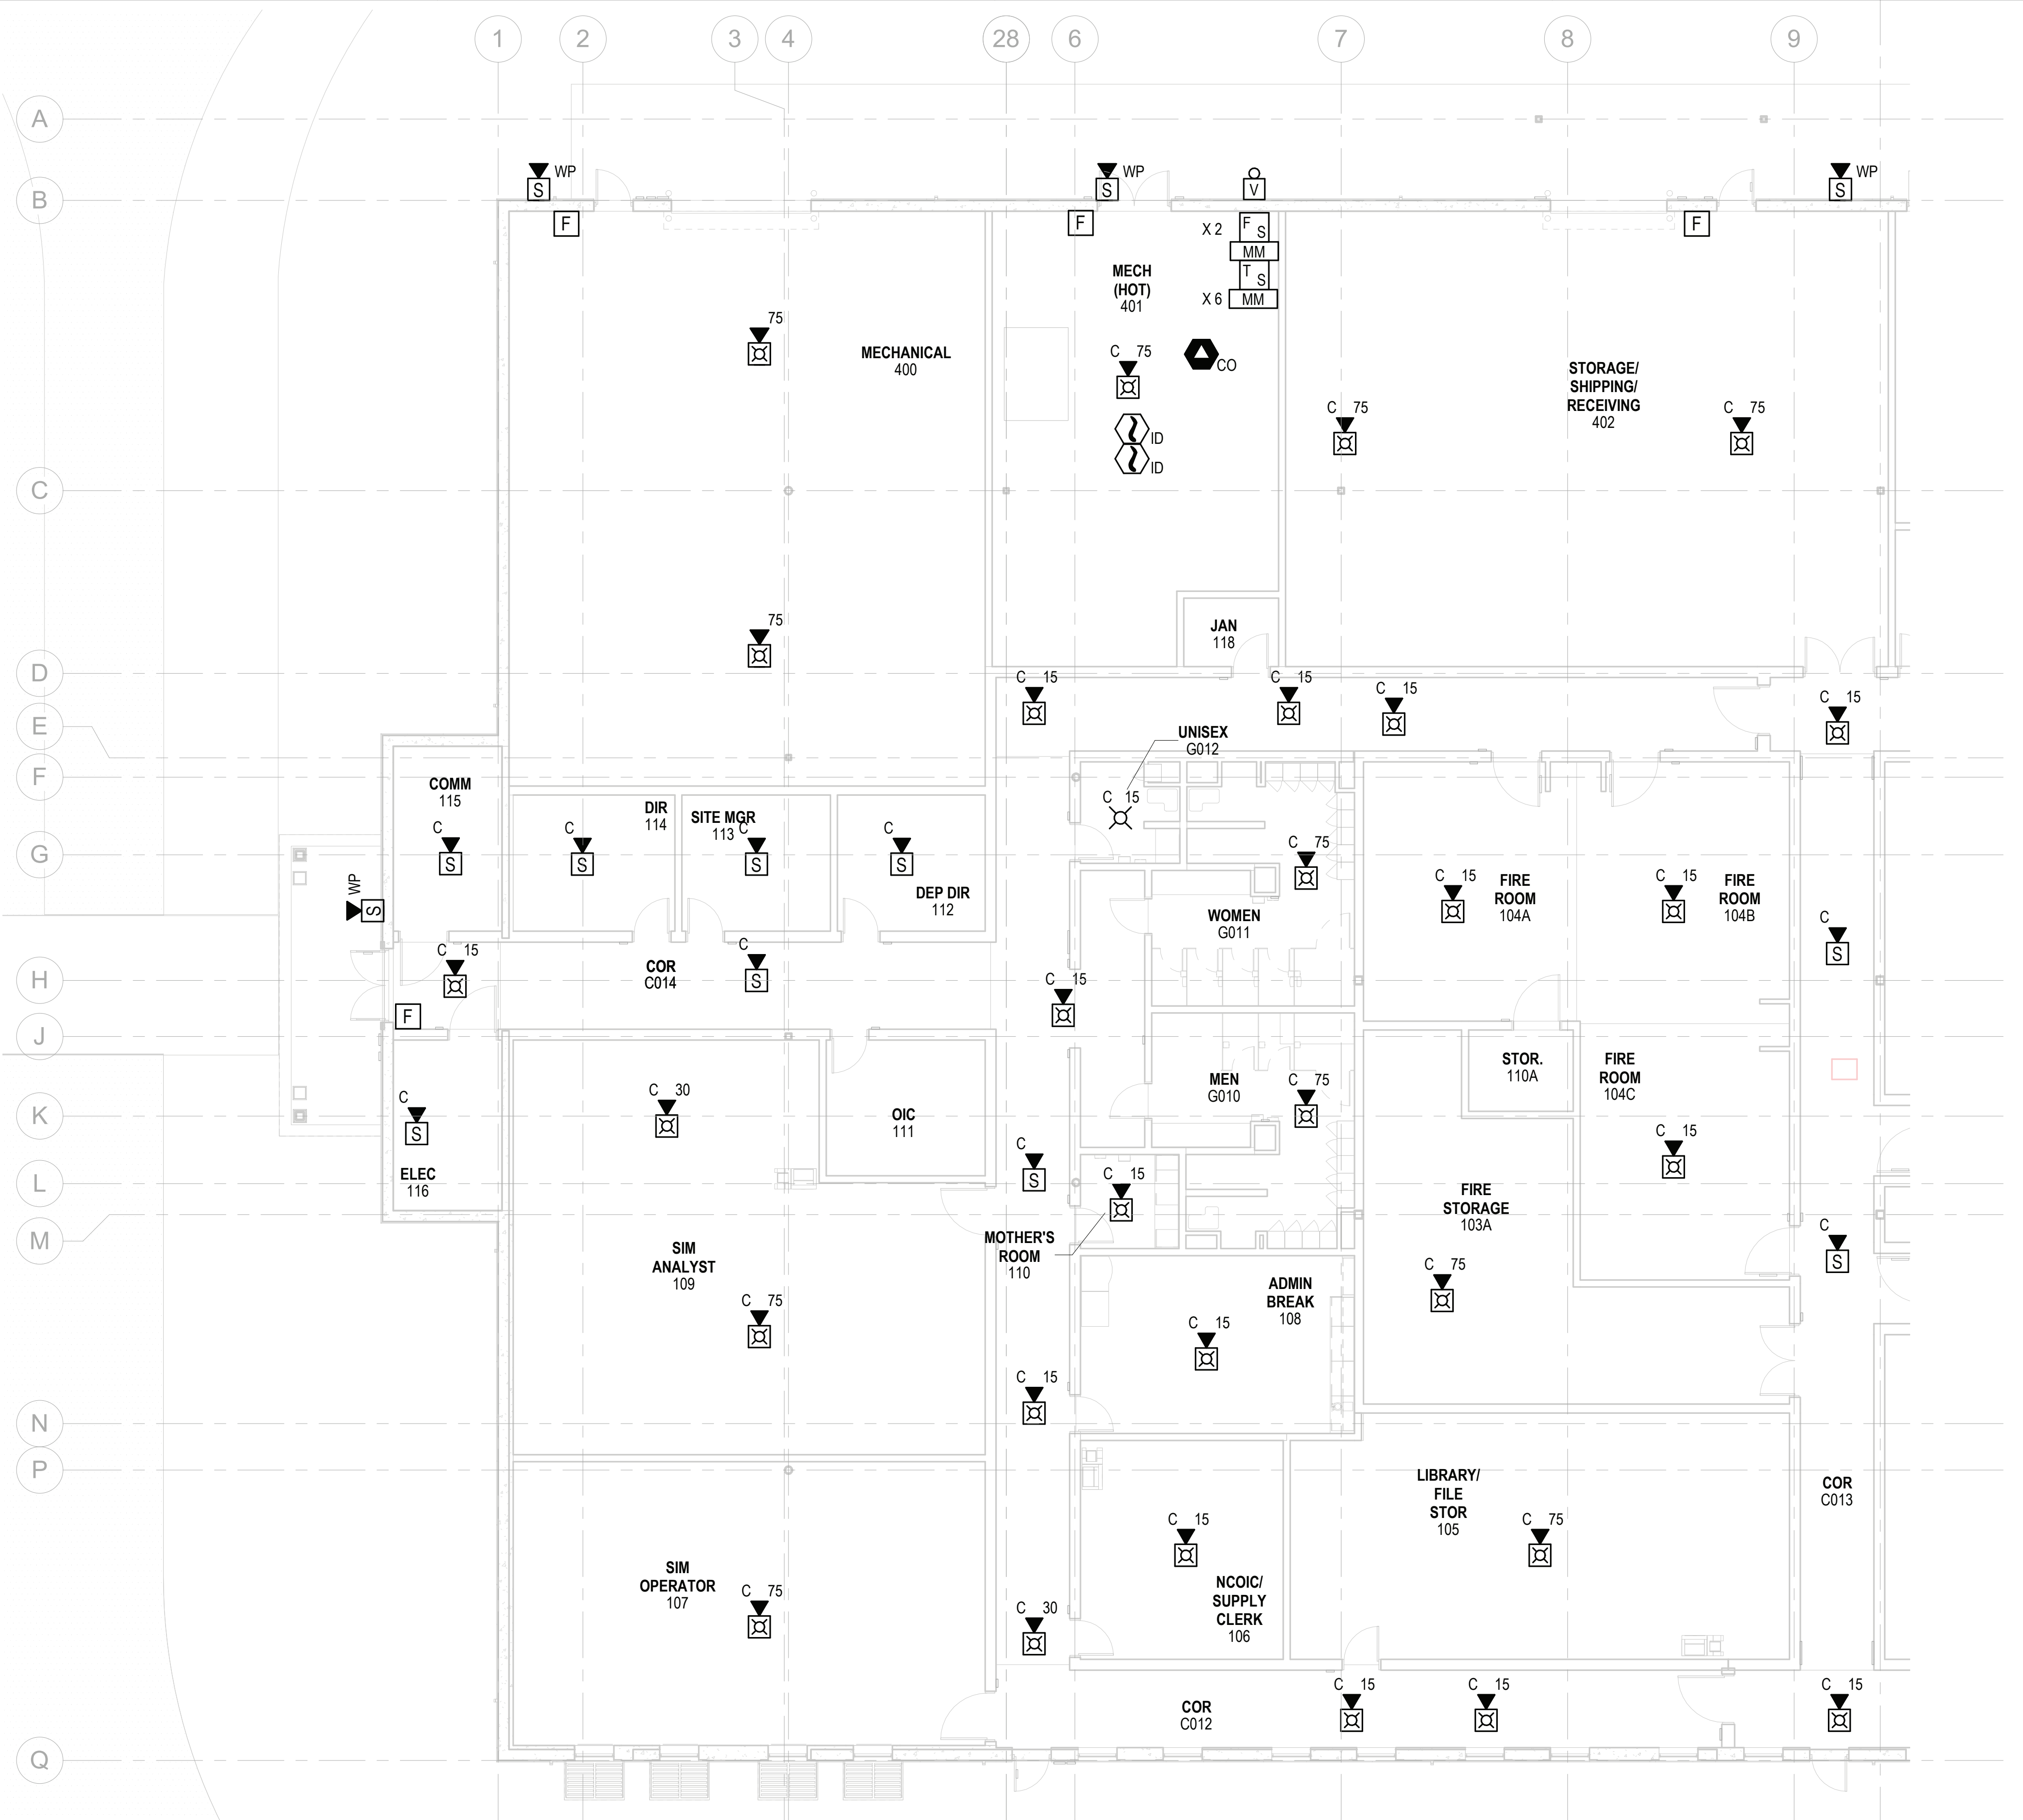 1 2 3 4 28 6 7 8 9
A
WP WP WP
B
S S V S
F F F S F
X 2
MM
T S
X 6 MM
MECH
(HOT)
401
75
MECHANICAL
400
C 75
CO
STORAGE/
SHIPPING/
RECEIVING
402
C 75 C 75
ID
ID
C
75
JAN
118
D
C 15 C 15 C 15 C 15
E
UNISEX
G012
F
COMM
115
DIR
114
SITE MGR
113
C 15
C C C C
S S S S
G
DEP DIR
112
C 75
WP
S
WOMEN
G011
C 15
FIRE
ROOM
104A
C 15
FIRE
ROOM
104B
C
S
C 15
COR
C014
C
S
H
C 15
F
J
C 30
OIC
111
MEN
G010
C 75
STOR.
110A
FIRE
ROOM
104C
K
C
S
ELEC
116
C
S
C 15
C 15
L
FIRE
STORAGE
103A
M
SIM
ANALYST
109
MOTHER'S
ROOM
110
C
S
C 75
C 75
ADMIN
BREAK
108
C 15
C 15
N
P
LIBRARY/
FILE
STOR
105
COR
C013
C 15
C 75
SIM
OPERATOR
107
C 75
NCOIC/
SUPPLY
CLERK
106
C 30
COR
C012
C 15 C 15 C 15
Q